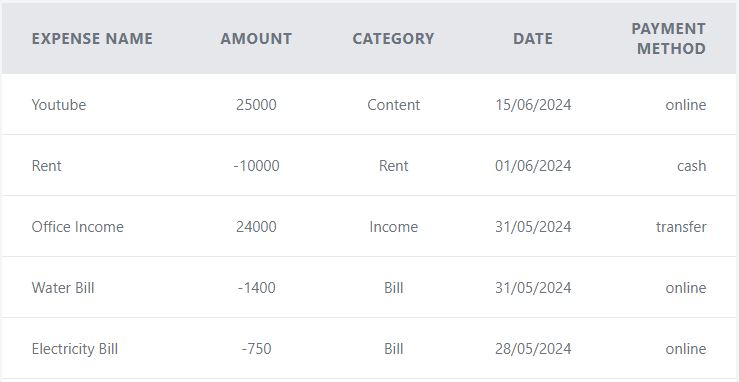 EXPENSE NAME AMOUNT CATEGORY DATE PAYMENT METHOD
Youtube 25000 Content 15/06/2024 online
Rent -10000 Rent 01/06/2024 cash
Office Income 24000 Income 31/05/2024 transfer
Water Bill -1400 Bill 31/05/2024 online
Electricity Bill -750 Bill 28/05/2024 online